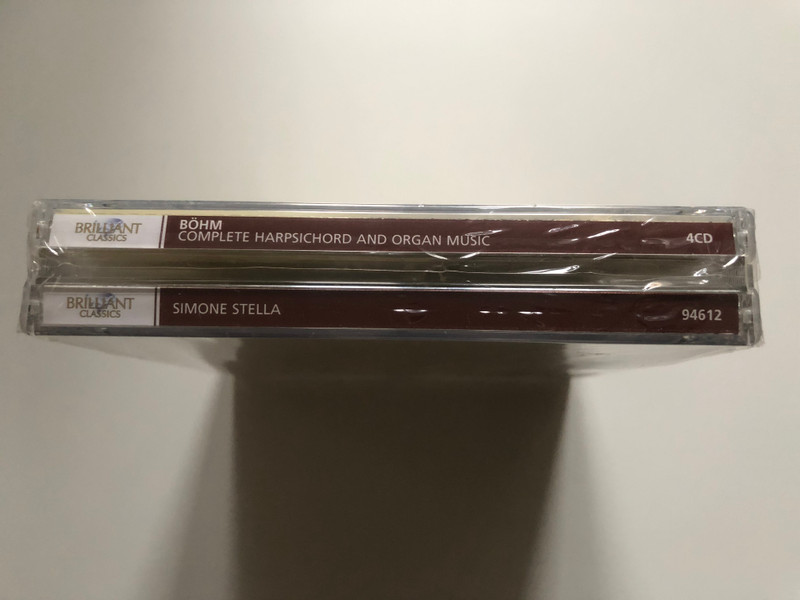 BRILLIANT
CLASSICS
BÖHM
COMPLETE HARPSICHORD AND ORGAN MUSIC
4CD
BRILLIANT
CLASSICS
SIMONE STELLA
94612